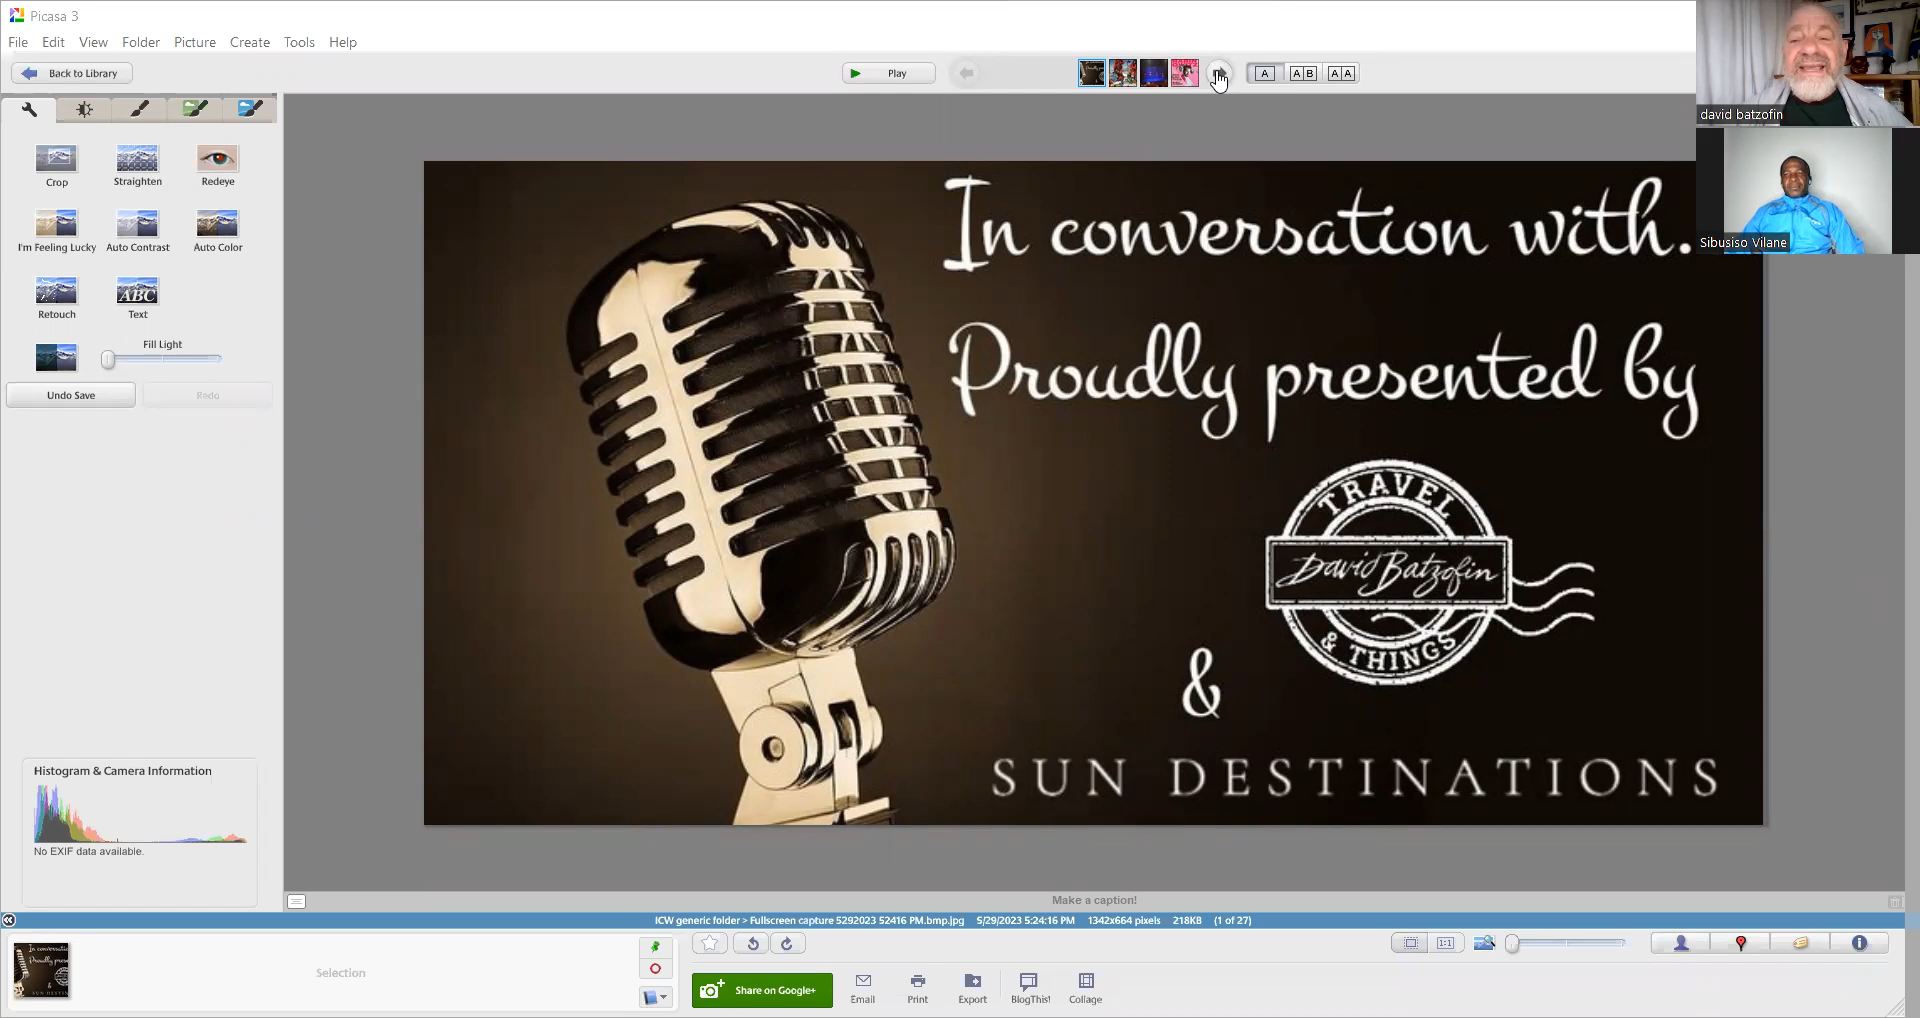 Picasa 3
File Edit View Folder Picture Create Tools Help
Back to Library
Play
A
A B
A A
david batzofin
Sibusiso Vilane
Crop
Straighten
Redeye
I'm Feeling Lucky
Auto Contrast
Auto Color
Retouch
ABC
Text
Fill Light
Undo Save
Redo
In conversation with.
Proudly presented by
TRAVEL
David Batzofin
& THINGS
&
SUN DESTINATIONS
Histogram & Camera Information
No EXIF data available.
Make a caption!
ICW generic folder > Fullscreen capture 5292023 52416 PM.bmp.jpg 5/29/2023 5:24:16 PM 1342x664 pixels 218KB (1 of 27)
Selection
1:1
Share on Google+
Email
Print
Export
BlogThis!
Collage